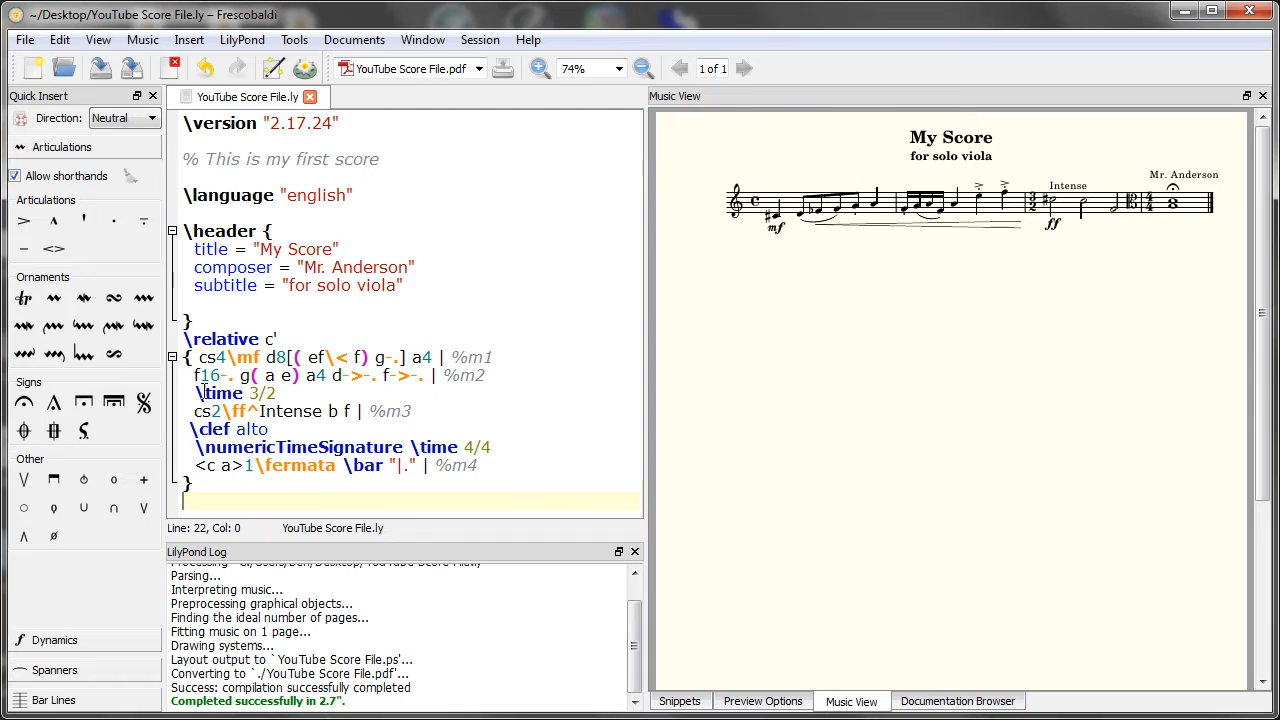 ~/Desktop/YouTube Score File.ly – Frescobaldi
File Edit View Music Insert LilyPond Tools Documents Window Session Help
YouTube Score File.pdf 74% 1 of 1
Quick Insert
Direction: Neutral
Articulations
Allow shorthands
Articulations
Ornaments
Signs
Other
Dynamics
Spanners
Bar Lines
YouTube Score File.ly
\version "2.17.24"
% This is my first score
\language "english"
\header {
title = "My Score"
composer = "Mr. Anderson"
subtitle = "for solo viola"
}
\relative c'
{ cs4\mf d8[( ef\< f) g-.] a4 | %m1
f16-. g( a e) a4 d->-. f->-. | %m2
\time 3/2
cs2\ff^Intense b f | %m3
\clef alto
\numericTimeSignature \time 4/4
<c a>1\fermata \bar "|." | %m4
}
Line: 22, Col: 0 YouTube Score File.ly
LilyPond Log
Parsing...
Interpreting music...
Preprocessing graphical objects...
Finding the ideal number of pages...
Fitting music on 1 page...
Drawing systems...
Layout output to `YouTube Score File.ps'...
Converting to `./YouTube Score File.pdf'...
Success: compilation successfully completed
Completed successfully in 2.7".
Music View
My Score
for solo viola
Mr. Anderson
Intense
mf
ff
Snippets Preview Options Music View Documentation Browser